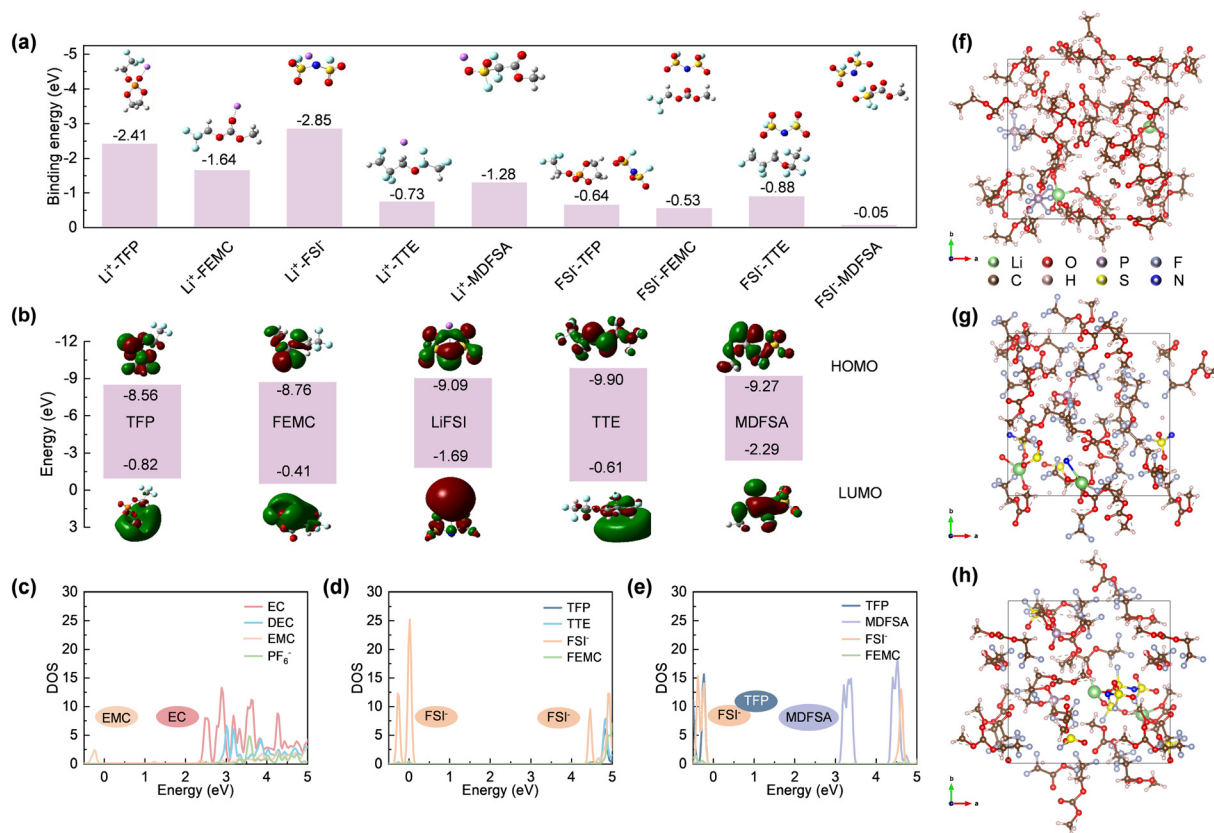 (a)
Binding energy (eV)
-5
-4
-3
-2
-1
0
-2.41
-1.64
-2.85
-0.73
-1.28
-0.64
-0.53
-0.88
-0.05
Li⁺-TFP
Li⁺-FEMC
Li⁺-FSI⁻
Li⁺-TTE
Li⁺-MDFSA
FSI⁻-TFP
FSI⁻-FEMC
FSI⁻-TTE
FSI⁻-MDFSA
(b)
Energy (eV)
-12
-9
-6
-3
0
3
HOMO
-8.56
-8.76
-9.09
-9.90
-9.27
TFP
FEMC
LiFSI
TTE
MDFSA
-0.82
-0.41
-1.69
-0.61
-2.29
LUMO
(c)
DOS
30
25
20
15
10
5
0
EC
DEC
EMC
PF₆⁻
EMC
EC
0 1 2 3 4 5
Energy (eV)
(d)
DOS
30
25
20
15
10
5
0
TFP
TTE
FSI⁻
FEMC
FSI⁻
FSI⁻
0 1 2 3 4 5
Energy (eV)
(e)
DOS
30
25
20
15
10
5
0
TFP
MDFSA
FSI⁻
FEMC
FSI⁻
TFP
MDFSA
0 1 2 3 4 5
Energy (eV)
(f)
b
a
Li O P F
C H S N
(g)
b
a
(h)
b
a